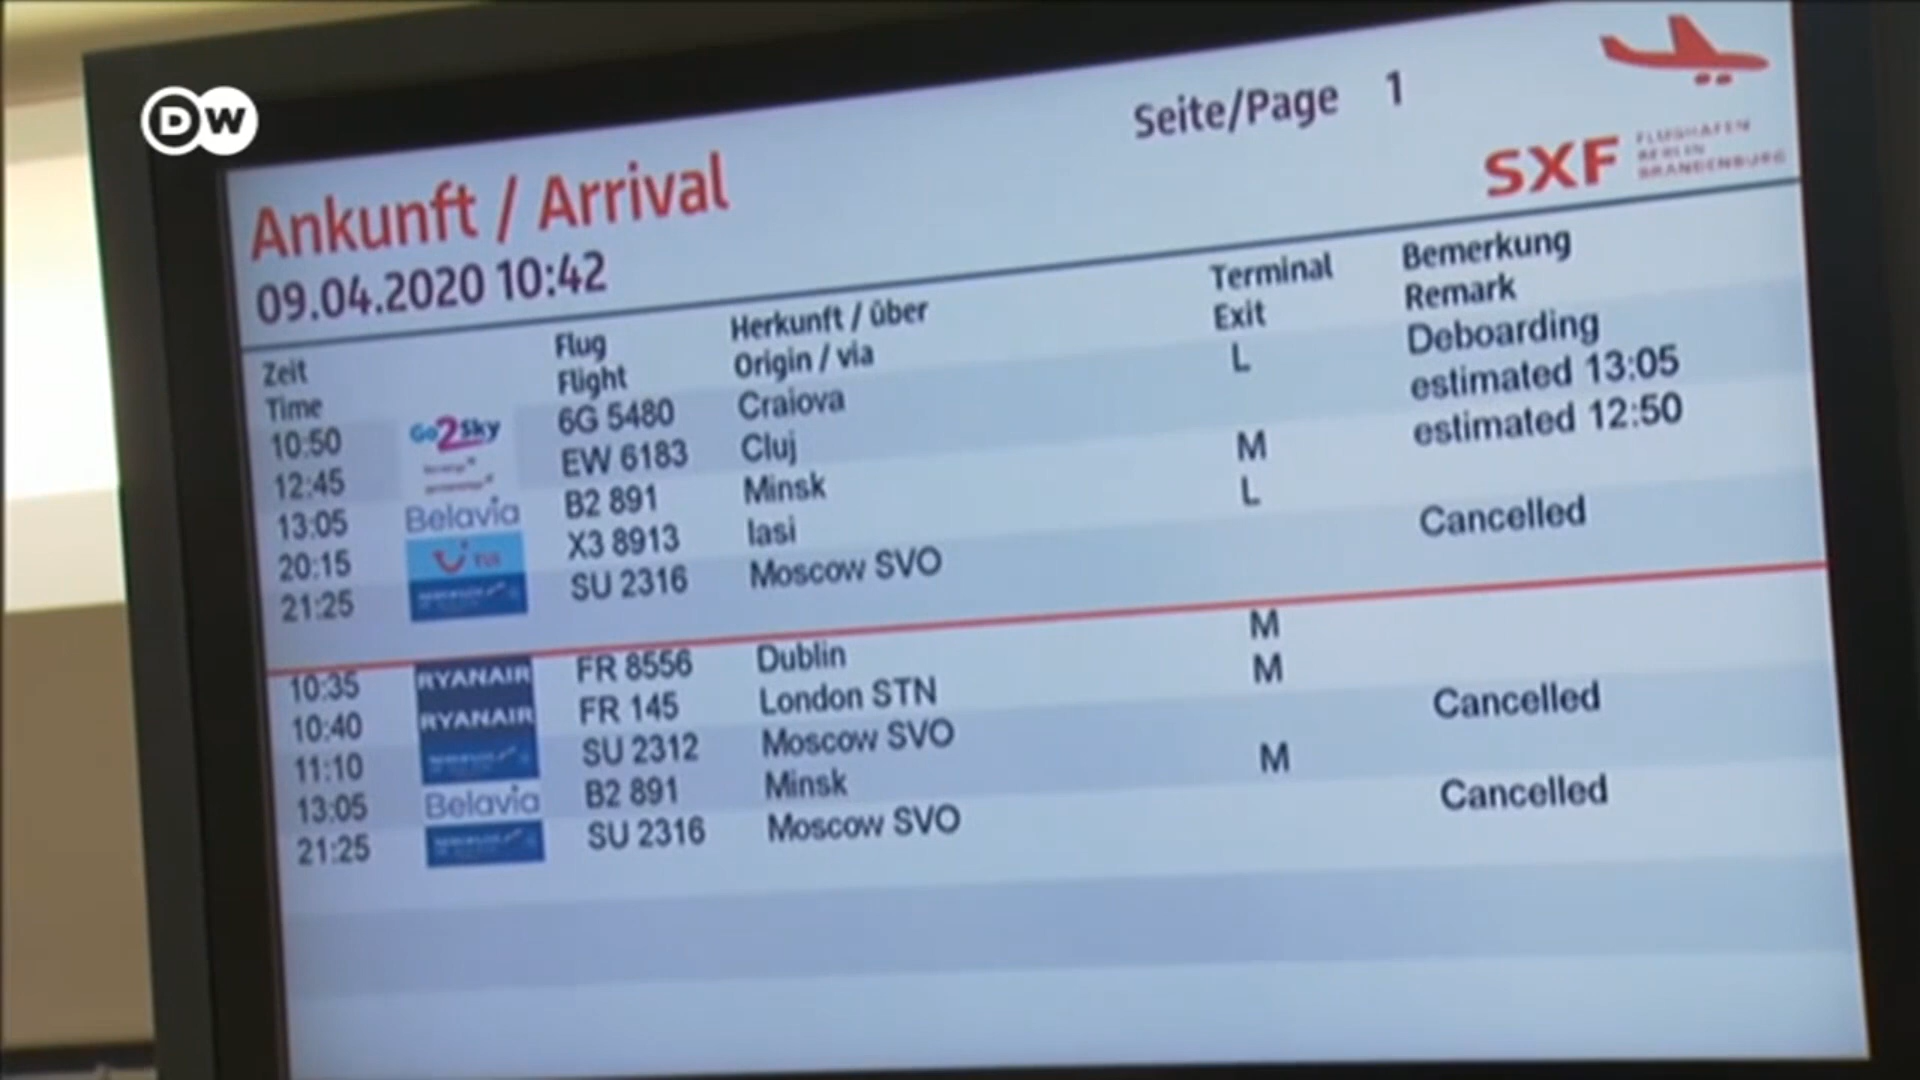 DW
Seite/Page 1
SXF FLUGHAFEN
BERLIN
BRANDENBURG
Ankunft / Arrival
09.04.2020 10:42
Zeit Flug Herkunft / über Terminal Bemerkung
Time Flight Origin / via Exit Remark
10:50 Go2Sky 6G 5480 Craiova L Deboarding
12:45 EW 6183 Cluj estimated 13:05
13:05 Belavia B2 891 Minsk M estimated 12:50
20:15 TUI X3 8913 Iasi L
21:25 SU 2316 Moscow SVO Cancelled
10:35 RYANAIR FR 8556 Dublin M
10:40 RYANAIR FR 145 London STN M
11:10 SU 2312 Moscow SVO Cancelled
13:05 Belavia B2 891 Minsk M
21:25 SU 2316 Moscow SVO Cancelled